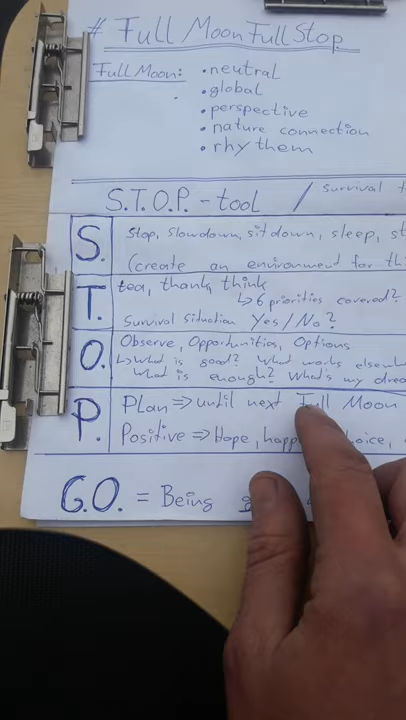 # Full Moon Full Stop
Full Moon: • neutral
• global
• perspective
• nature connection
• rhy them
S.T.O.P. - tool / survival
S. Stop, slow down, sit down, sleep,
(create an environment for
T. tea, thank, think
↳ 6 priorities covered?
Survival Situation Yes/No?
O. Observe, Opportunities, Options
↳ What is good? What works
What is enough? What's my
P. Plan ⇒ until next Full Moon
Positive ⇒ Hope,
G.O. = Being